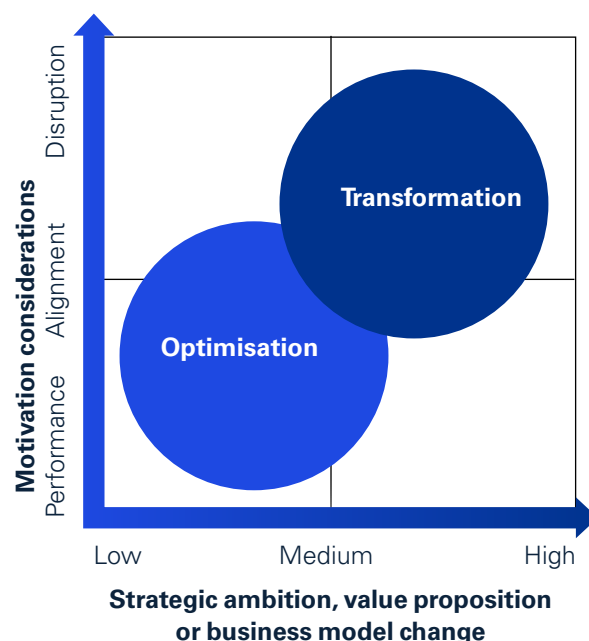 Disruption
Alignment
Performance
Motivation considerations
Transformation
Optimisation
Low
Medium
High
Strategic ambition, value proposition
or business model change